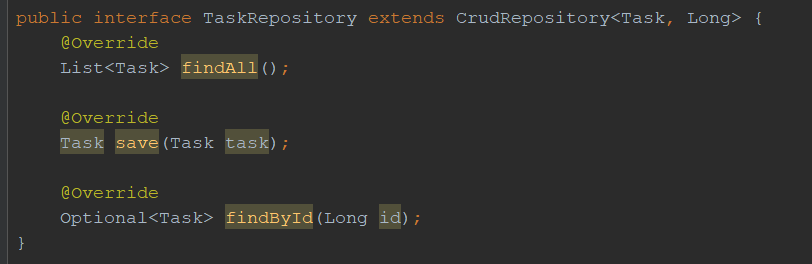 public interface TaskRepository extends CrudRepository<Task, Long> {
@Override
List<Task> findAll();
@Override
Task save(Task task);
@Override
Optional<Task> findById(Long id);
}